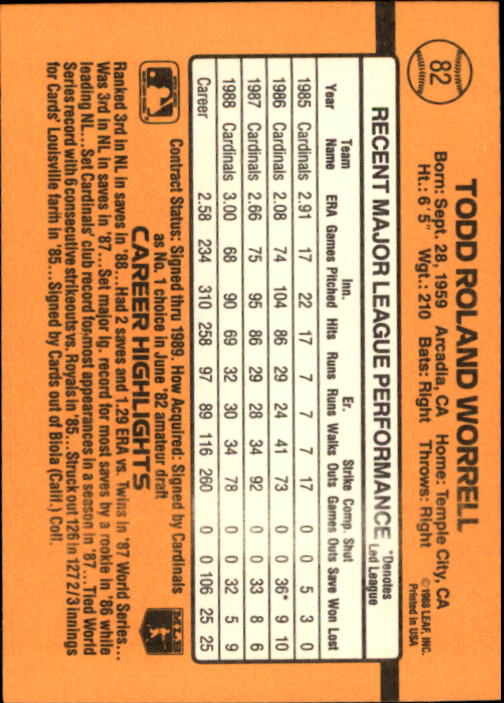 82
TODD ROLAND WORRELL
Born: Sept. 28, 1959 Arcadia, CA Home: Temple City, CA
Ht.: 6'5" Wgt.: 210 Bats: Right Throws: Right
©1988 LEAF, INC.
Printed in USA
RECENT MAJOR LEAGUE PERFORMANCE *Denotes Led League
Year Team Name ERA Games Inn. Pitched Hits Runs Er. Runs Walks Strike Outs Comp. Games Shut Outs Save Won Lost
1985 Cardinals 2.91 17 22 17 7 7 7 17 0 0 5 3 0
1986 Cardinals 2.08 74 104 86 29 24 41 73 0 0 36* 9 10
1987 Cardinals 2.66 75 95 86 29 28 34 92 0 0 33 8 6
1988 Cardinals 3.00 68 90 69 32 30 34 78 0 0 32 5 9
Career 2.58 234 310 258 97 89 116 260 0 0 106 25 25
Contract Status: Signed thru 1989. How Acquired: Signed by Cardinals
as No. 1 choice in June '82 amateur draft
MLB
CAREER HIGHLIGHTS
Ranked 3rd in NL in saves in '88...Had 2 saves and 1.29 ERA vs. Twins in '87 World Series...
Was 3rd in NL in saves in '87...Set major lg. record for most saves by a rookie in '86 while
leading NL...Set Cardinals' club record for most appearances in a season in '87...Tied World
Series record with 6 consecutive strikeouts vs. Royals in '85...Struck out 126 in 127 2/3 innings
for Cards' Louisville farm in '85...Signed by Cards out of Biola (Calif.) Coll.